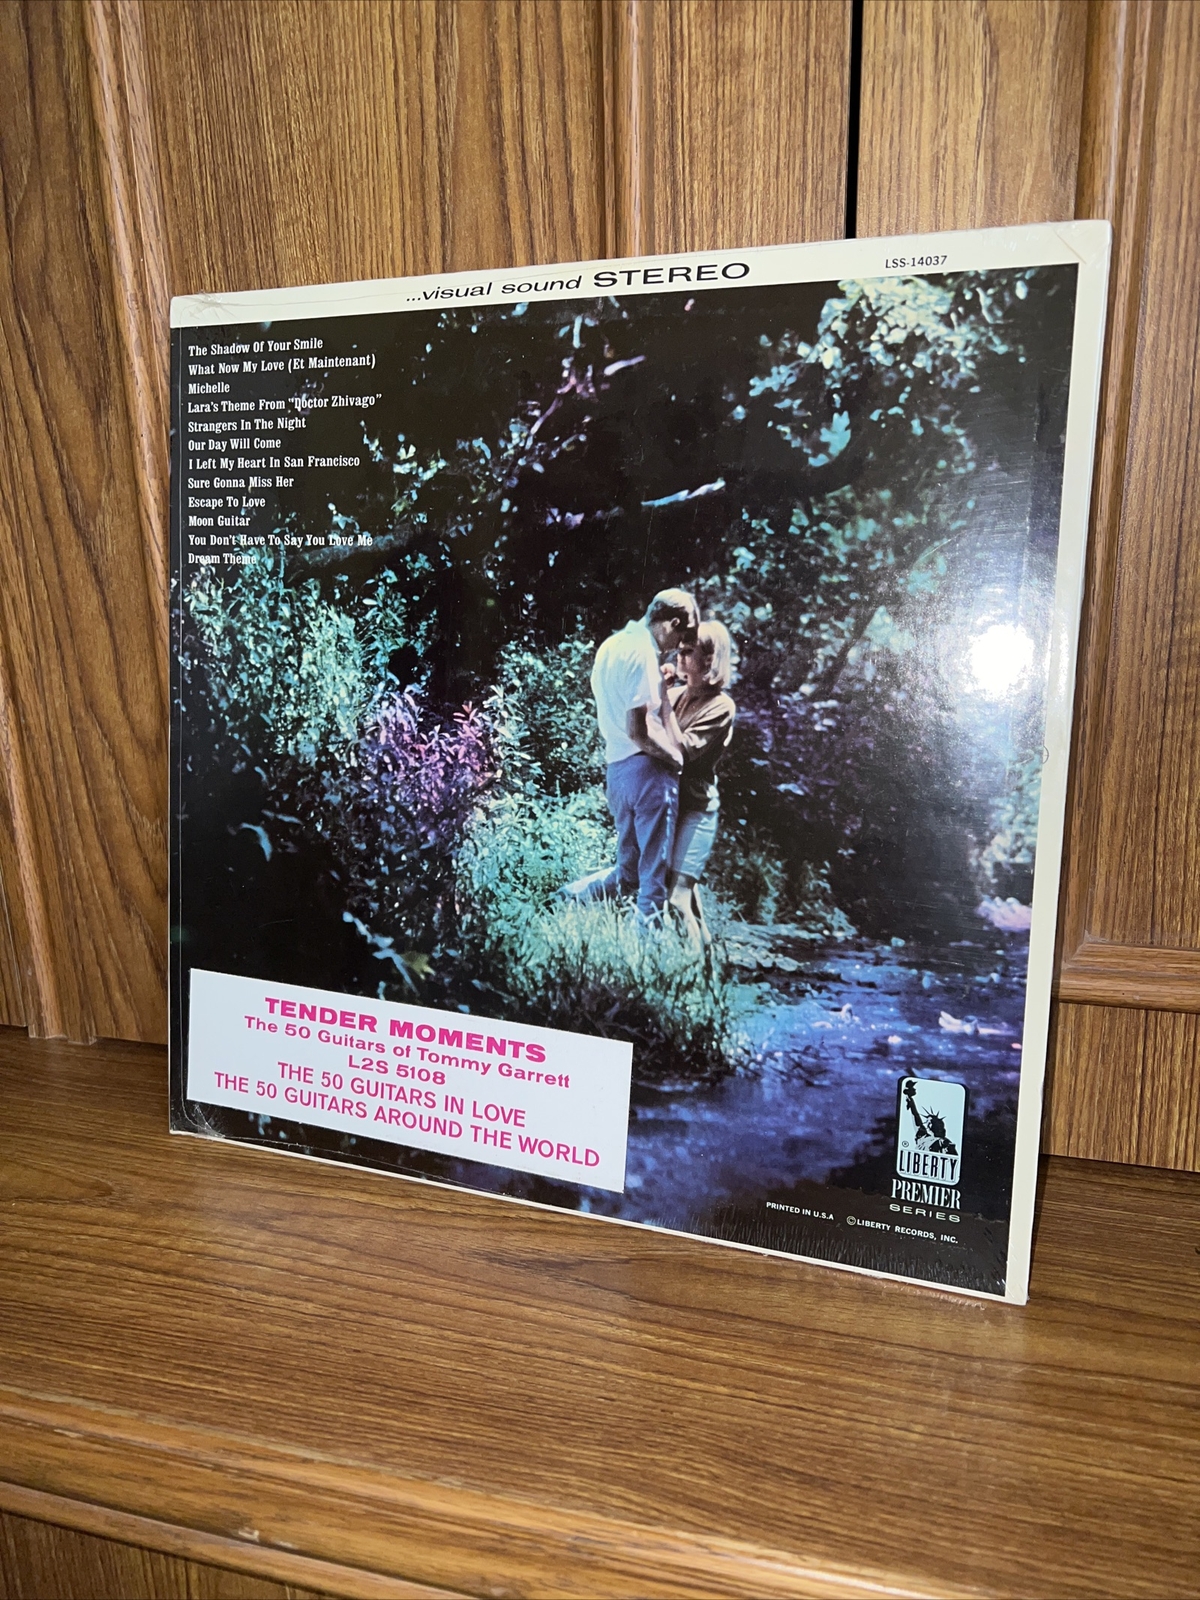 ...visual sound STEREO
LSS-14037
The Shadow Of Your Smile
What Now My Love (Et Maintenant)
Michelle
Lara's Theme From "Doctor Zhivago"
Strangers In The Night
Our Day Will Come
I Left My Heart In San Francisco
Sure Gonna Miss Her
Escape To Love
Moon Guitar
You Don't Have To Say You Love Me
Dream Theme
TENDER MOMENTS
The 50 Guitars of Tommy Garrett
L2S 5108
THE 50 GUITARS IN LOVE
THE 50 GUITARS AROUND THE WORLD
®
LIBERTY
PREMIER
SERIES
PRINTED IN U.S.A ©LIBERTY RECORDS, INC.